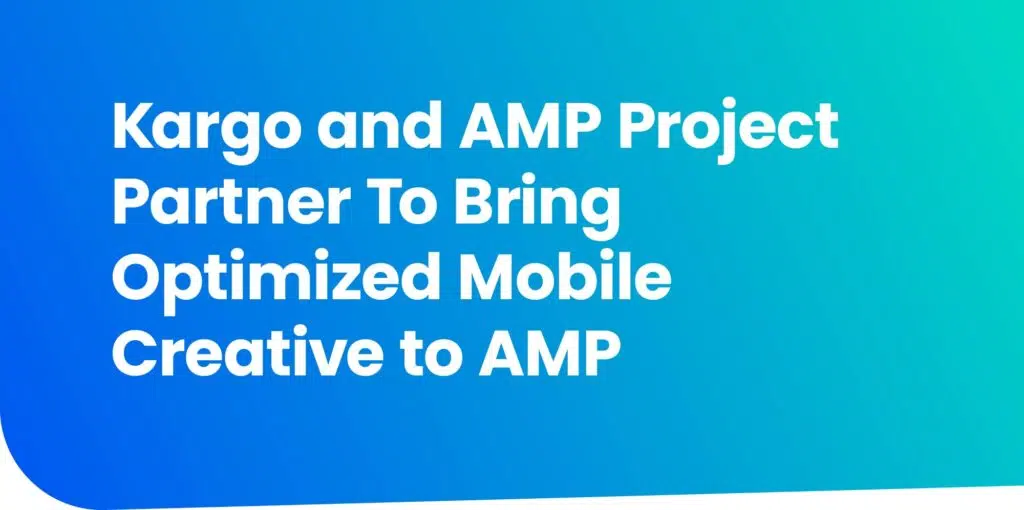 Kargo and AMP Project
Partner To Bring
Optimized Mobile
Creative to AMP